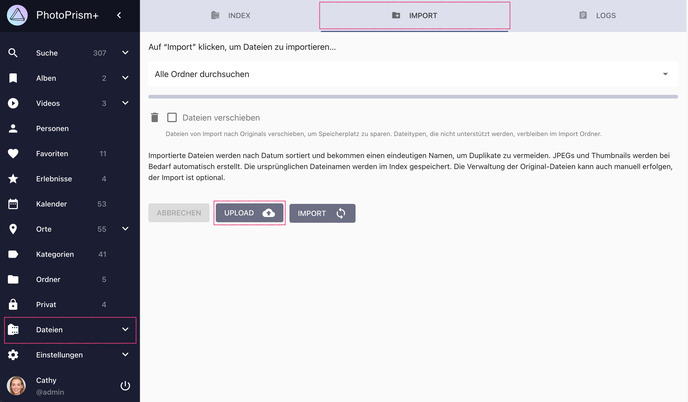 PhotoPrism+
Suche 307
Alben 2
Videos 3
Personen
Favoriten 11
Erlebnisse 4
Kalender 53
Orte 55
Kategorien 41
Ordner 5
Privat 4
Dateien
Einstellungen
Cathy
@admin
INDEX
IMPORT
LOGS
Auf “Import” klicken, um Dateien zu importieren...
Alle Ordner durchsuchen
Dateien verschieben
Dateien von Import nach Originals verschieben, um Speicherplatz zu sparen. Dateitypen, die nicht unterstützt werden, verbleiben im Import Ordner.
Importierte Dateien werden nach Datum sortiert und bekommen einen eindeutigen Namen, um Duplikate zu vermeiden. JPEGs und Thumbnails werden bei
Bedarf automatisch erstellt. Die ursprünglichen Dateinamen werden im Index gespeichert. Die Verwaltung der Original-Dateien kann auch manuell erfolgen,
der Import ist optional.
ABBRECHEN
UPLOAD
IMPORT